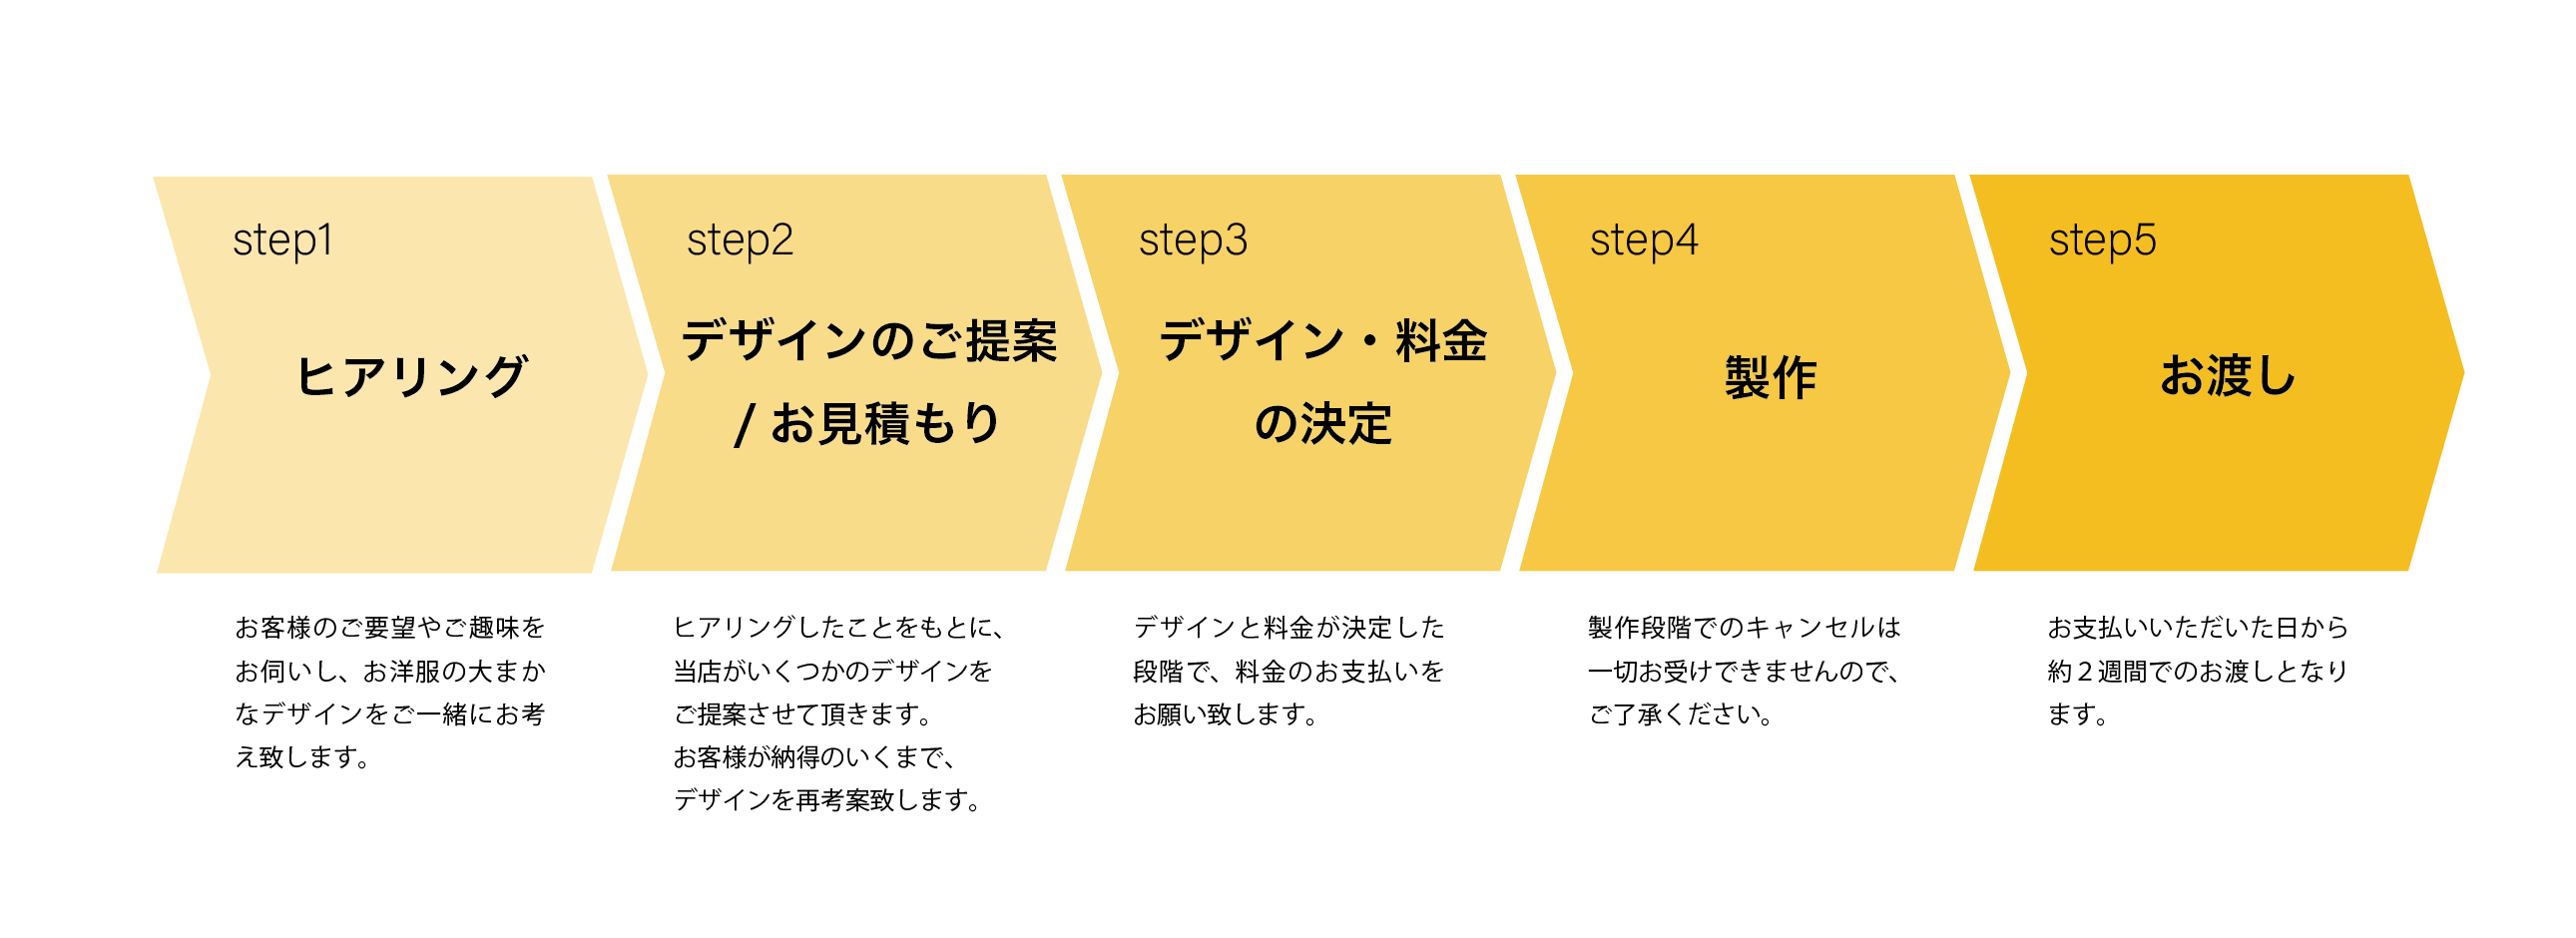 step1
ヒアリング
お客様のご要望やご趣味を
お伺いし、お洋服の大まか
なデザインをご一緒にお考
え致します。
step2
デザインのご提案
/ お見積もり
ヒアリングしたことをもとに、
当店がいくつかのデザインを
ご提案させて頂きます。
お客様が納得のいくまで、
デザインを再考案致します。
step3
デザイン・料金
の決定
デザインと料金が決定した
段階で、料金のお支払いを
お願い致します。
step4
製作
製作段階でのキャンセルは
一切お受けできませんので、
ご了承ください。
step5
お渡し
お支払いいただいた日から
約２週間でのお渡しとなり
ます。